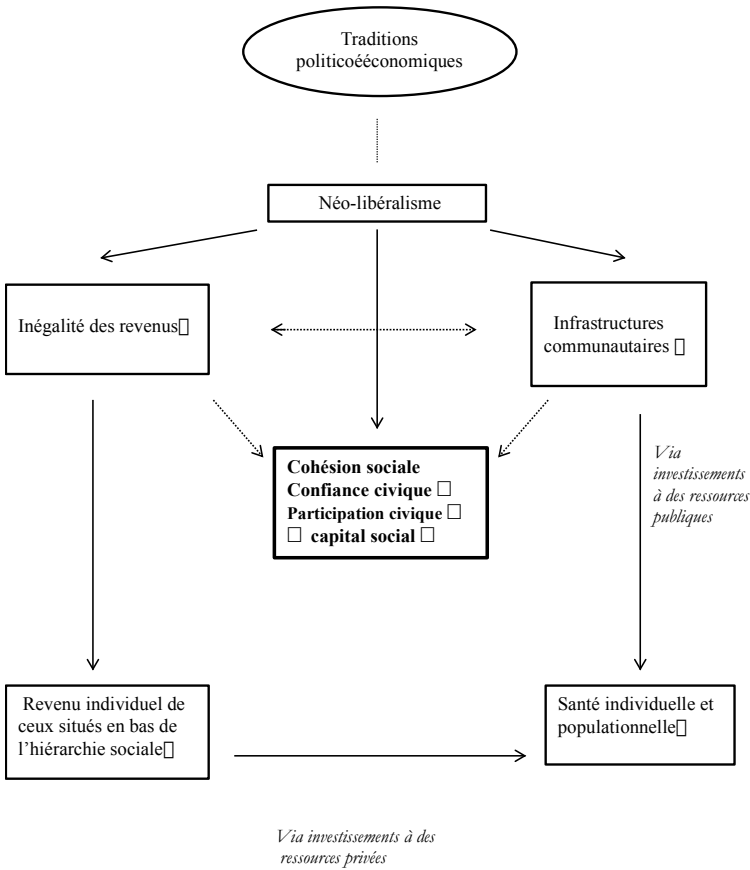 Traditions
politicoééconomiques
Néo-libéralisme
Inégalité des revenus▯
Infrastructures
communautaires ▯
Cohésion sociale
Confiance civique □
Participation civique □
□ capital social □
Via
investissements
à des ressources
publiques
Revenu individuel de
ceux situés en bas de
l’hiérarchie sociale▯
Santé individuelle et
populationnelle▯
Via investissements à des
ressources privées